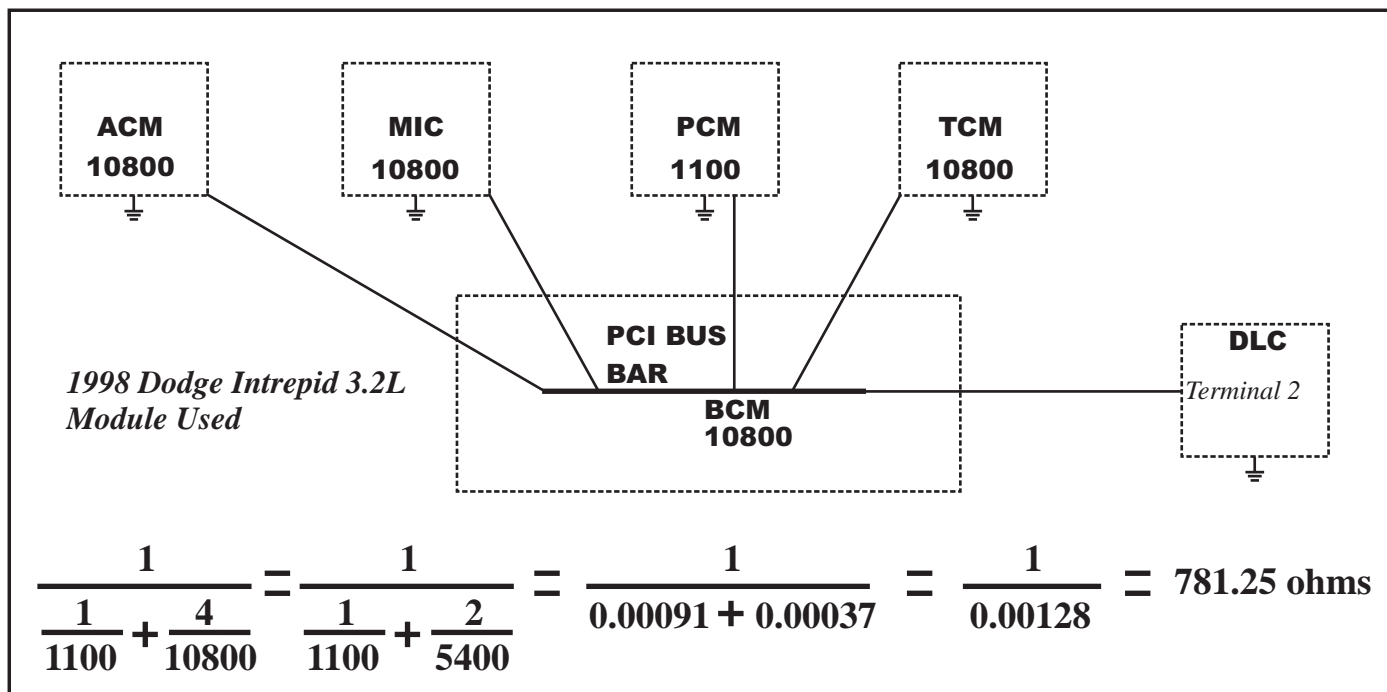 ACM
10800
MIC
10800
PCM
1100
TCM
10800
PCI BUS
BAR
BCM
10800
DLC
Terminal 2
1998 Dodge Intrepid 3.2L
Module Used
1 / (1/1100 + 4/10800) = 1 / (1/1100 + 2/5400) = 1 / (0.00091 + 0.00037) = 1 / 0.00128 = 781.25 ohms